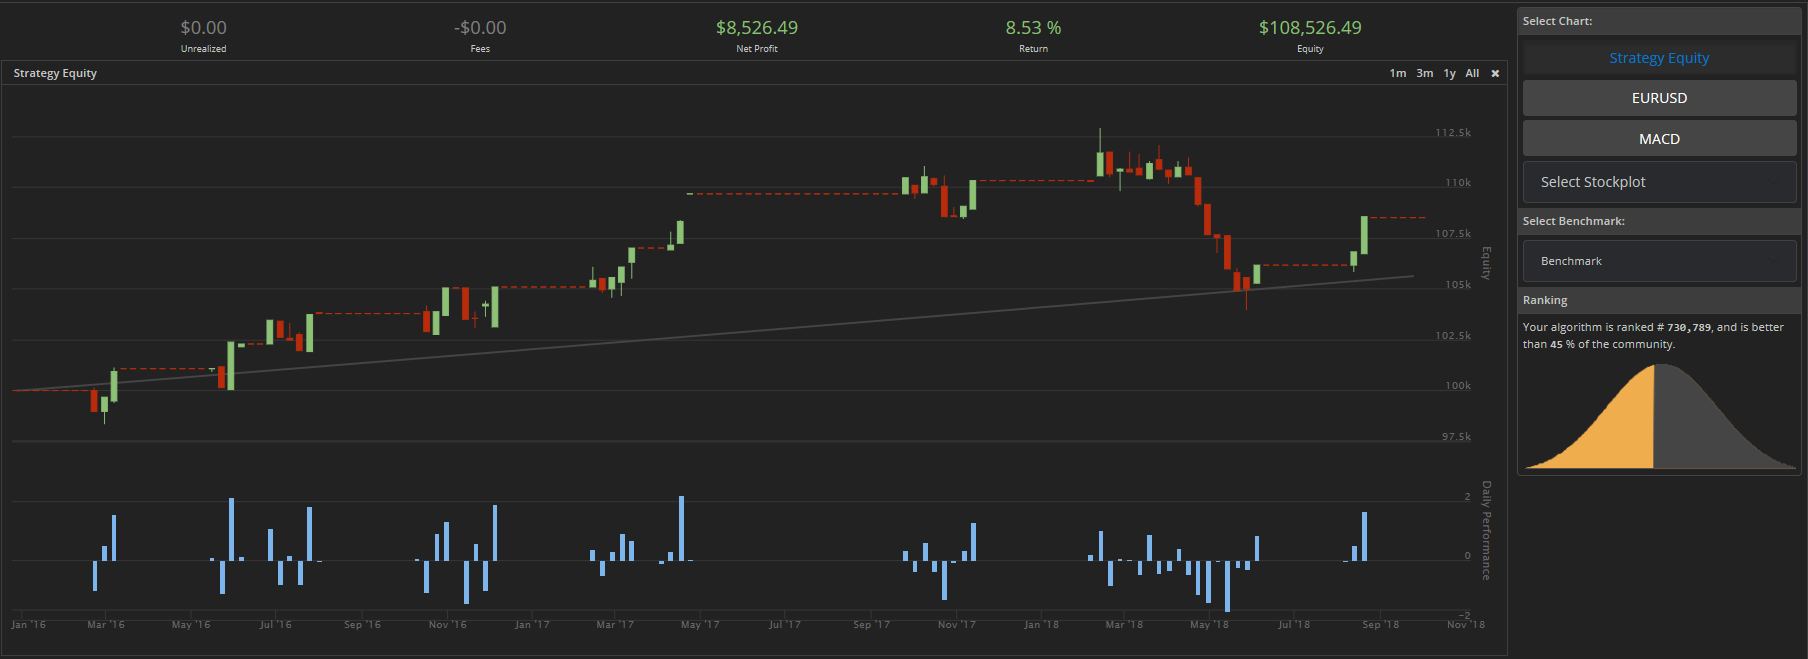 $0.00 -$0.00 $8,526.49 8.53 % $108,526.49
Unrealized Fees Net Profit Return Equity
Strategy Equity 1m 3m 1y All ✖
112.5k
110k
107.5k
105k
102.5k
100k
97.5k
Equity
2
0
-2
Daily Performance
Jan '16 Mar '16 May '16 Jul '16 Sep '16 Nov '16 Jan '17 Mar '17 May '17 Jul '17 Sep '17 Nov '17 Jan '18 Mar '18 May '18 Jul '18 Sep '18 Nov '18
Select Chart:
Strategy Equity
EURUSD
MACD
Select Stockplot
Select Benchmark:
Benchmark
Ranking
Your algorithm is ranked # 730,789, and is better
than 45 % of the community.